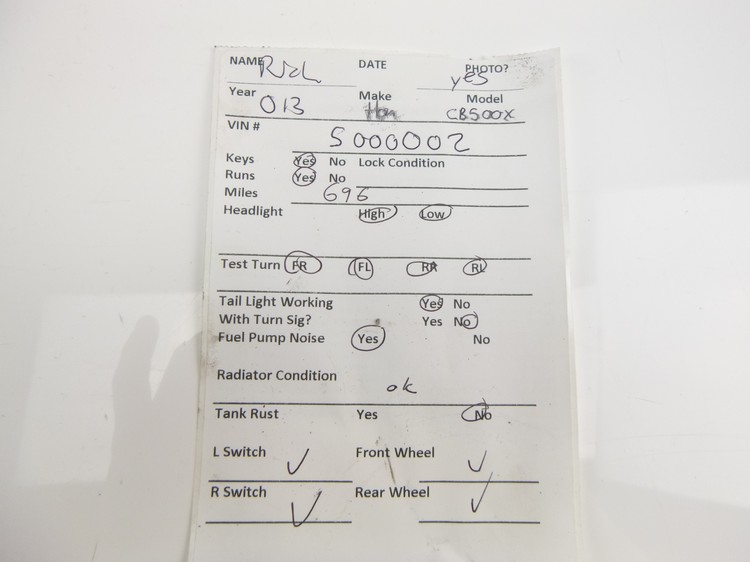 NAME Rich DATE PHOTO? yes
Year 013 Make Hon Model CB500X
VIN # 5000002
Keys Yes No Lock Condition
Runs Yes No
Miles 696
Headlight High Low
Test Turn FR FL RR RL
Tail Light Working Yes No
With Turn Sig? Yes No
Fuel Pump Noise Yes No
Radiator Condition ok
Tank Rust Yes No
L Switch ✓ Front Wheel ✓
R Switch ✓ Rear Wheel ✓